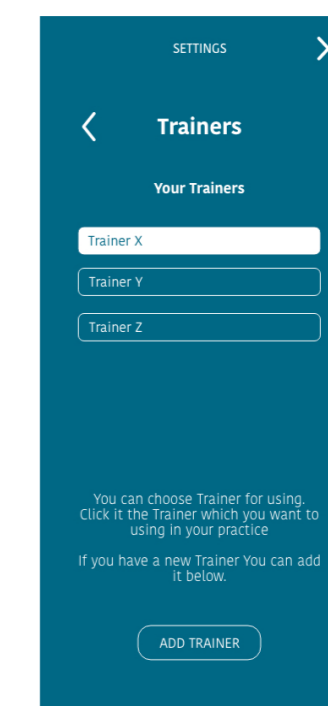 SETTINGS
Trainers
Your Trainers
Trainer X
Trainer Y
Trainer Z
You can choose Trainer for using.
Click it the Trainer which you want to
using in your practice
If you have a new Trainer You can add
it below.
ADD TRAINER